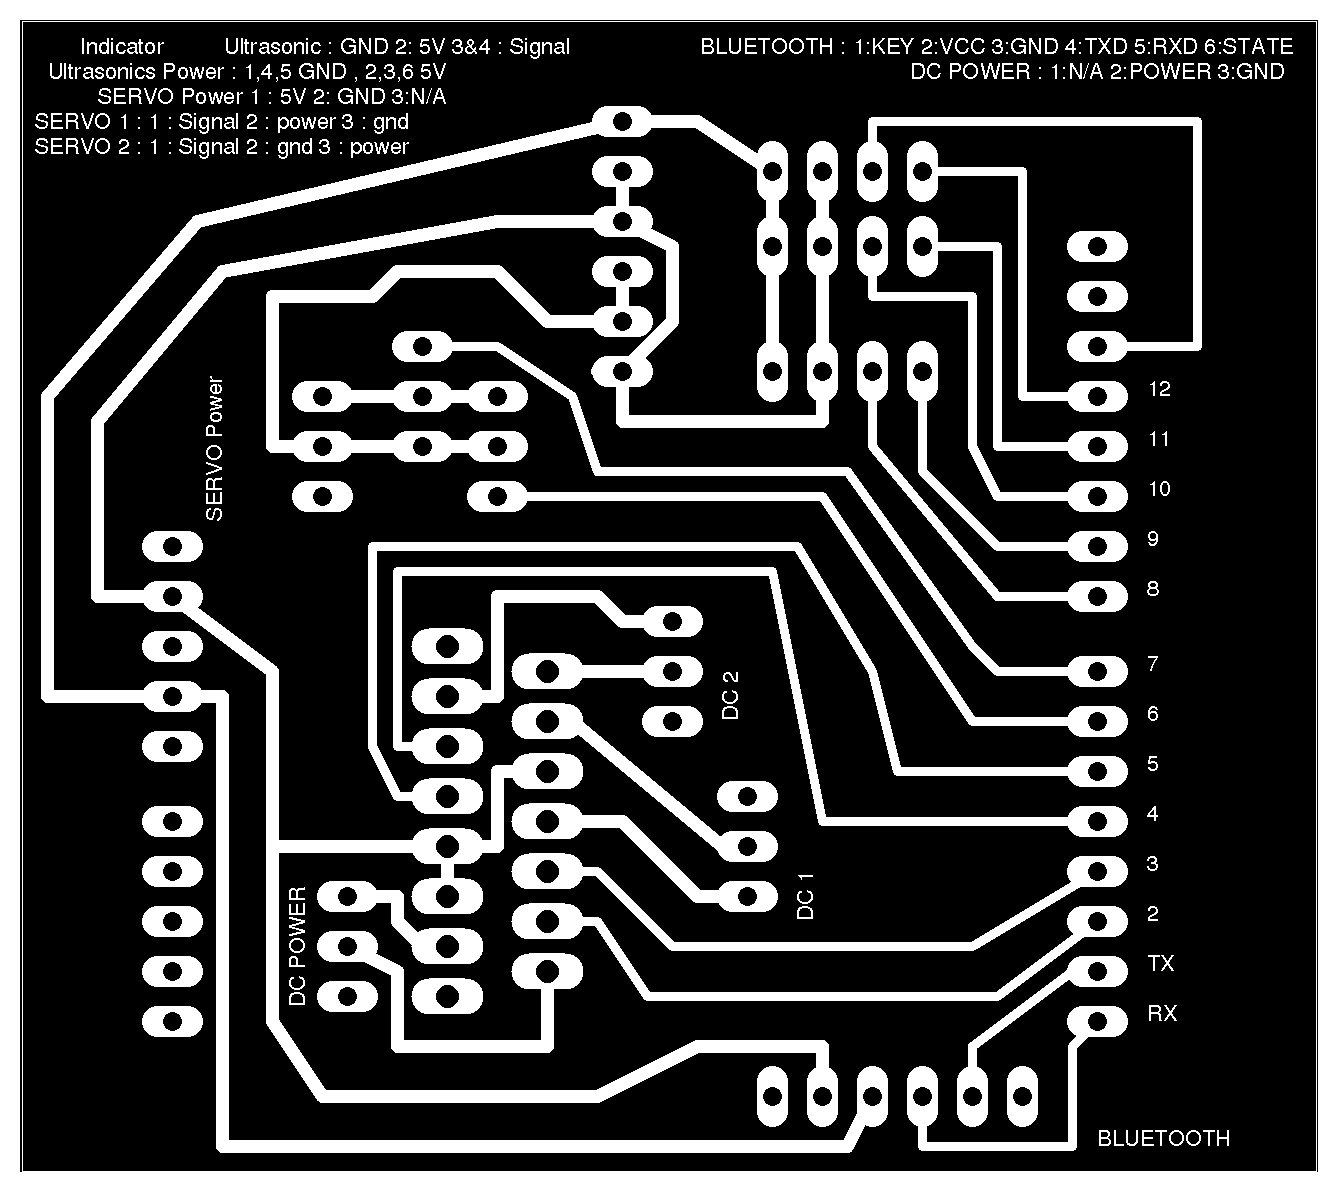 Indicator Ultrasonic : GND 2: 5V 3&4 : Signal
Ultrasonics Power : 1,4,5 GND , 2,3,6 5V
SERVO Power 1 : 5V 2: GND 3:N/A
SERVO 1 : 1 : Signal 2 : power 3 : gnd
SERVO 2 : 1 : Signal 2 : gnd 3 : power
BLUETOOTH : 1:KEY 2:VCC 3:GND 4:TXD 5:RXD 6:STATE
DC POWER : 1:N/A 2:POWER 3:GND
SERVO Power
12
11
10
9
8
7
6
5
4
3
2
TX
RX
DC 2
DC 1
DC POWER
BLUETOOTH